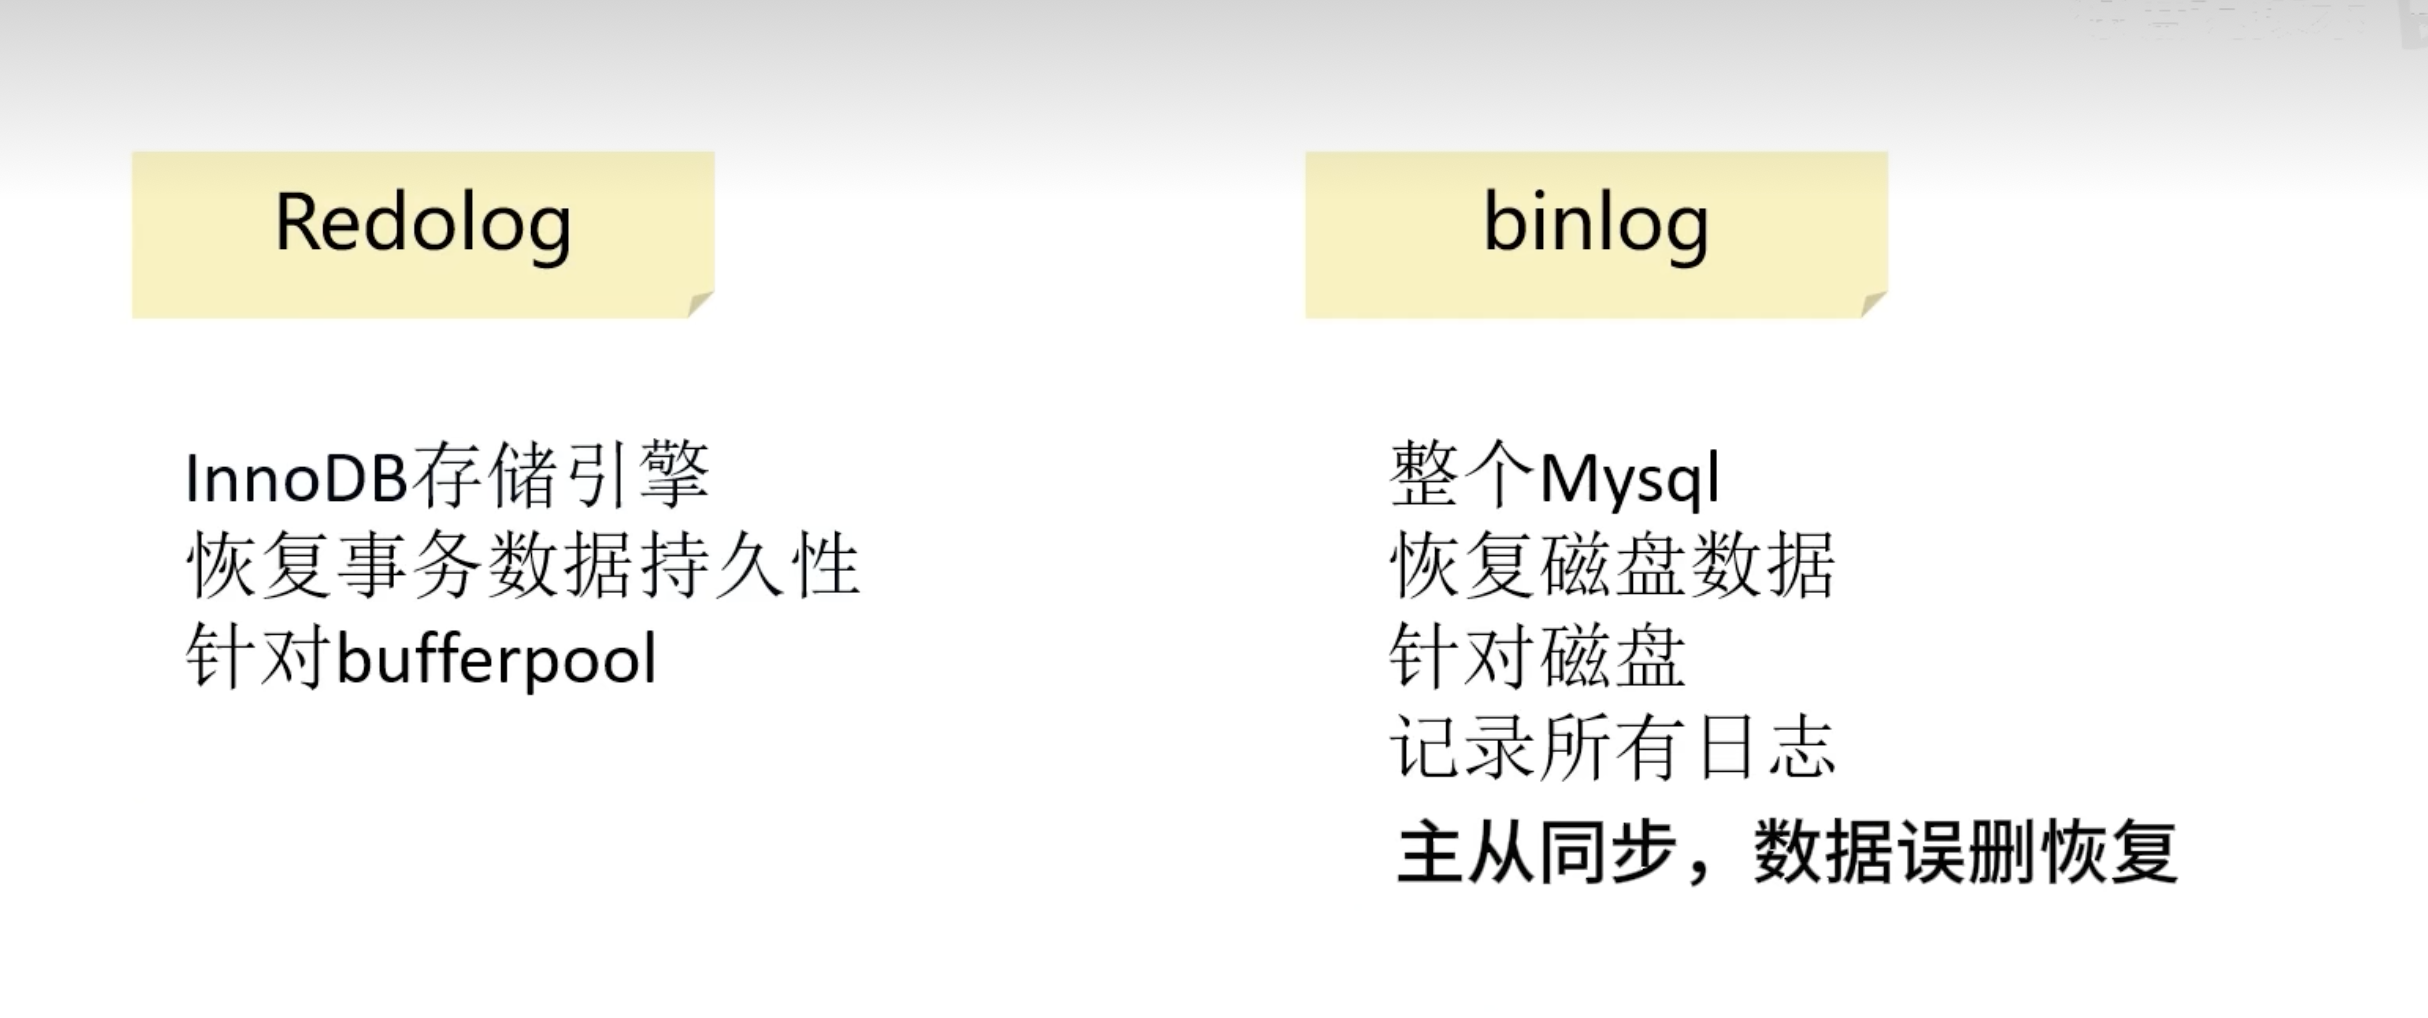 Redolog
InnoDB存储引擎
恢复事务数据持久性
针对bufferpool
binlog
整个Mysql
恢复磁盘数据
针对磁盘
记录所有日志
主从同步，数据误删恢复